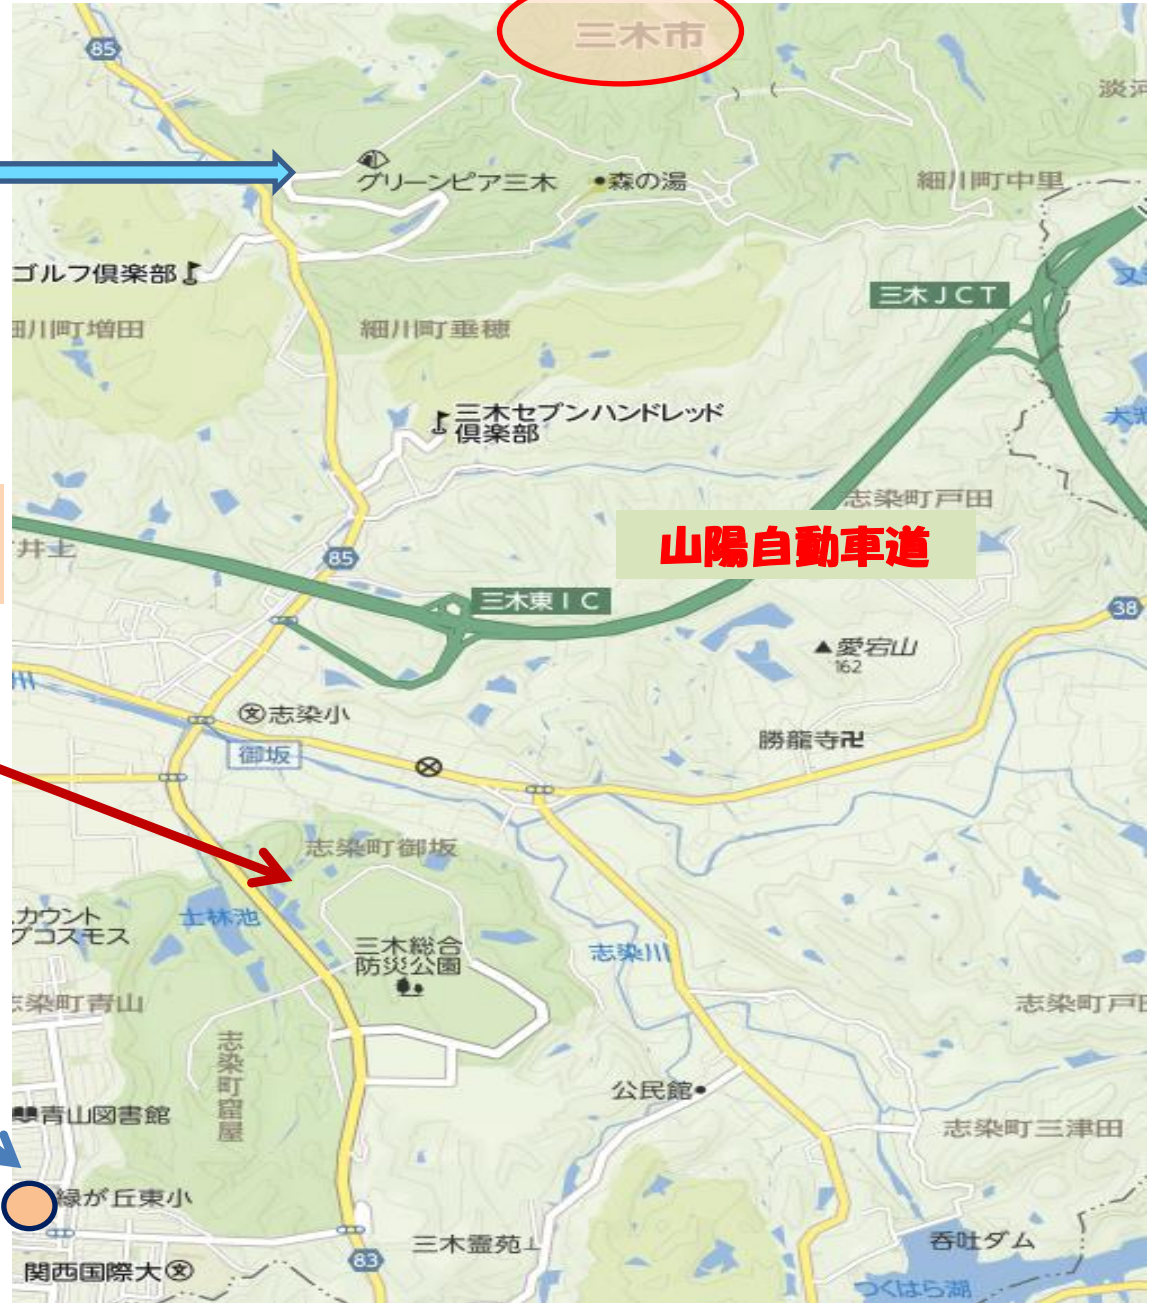 三木市
85
淡河
グリーンピア三木
森の湯
細川町中里
ゴルフ倶楽部
三木JCT
細川町増田
細川町垂穂
三木セブンハンドレッド
倶楽部
志染町戸田
山陽自動車道
井上
85
三木東IC
38
愛宕山
162
川
志染小
御坂
勝龍寺
志染町御坂
カウント
グコスモス
士林池
三木総合
防災公園
志染川
志染町青山
志染町戸田
志染町窟屋
公民館
青山図書館
志染町三津田
緑が丘東小
三木霊苑
呑吐ダム
83
関西国際大
つくはら湖